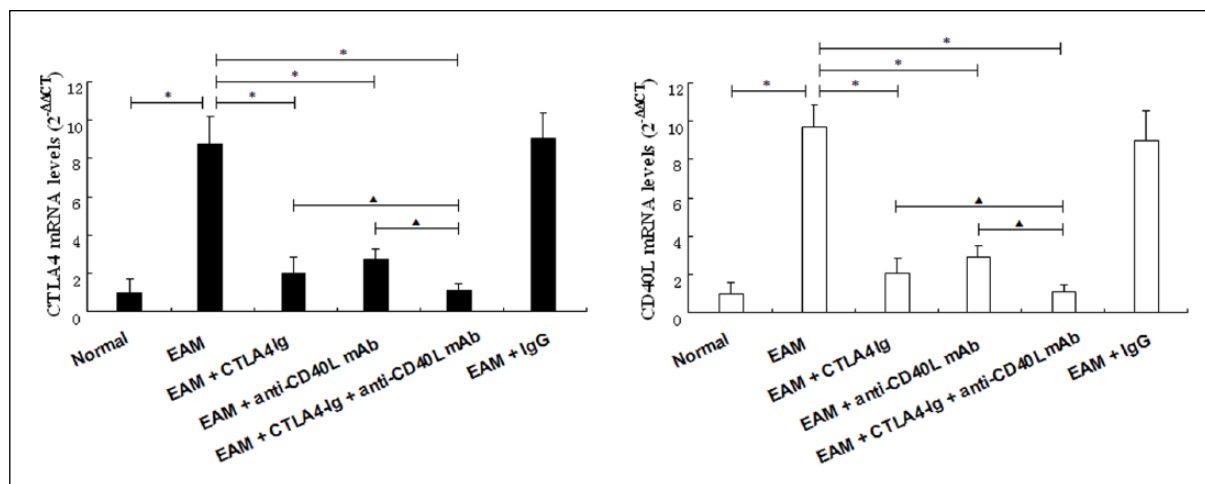 CTLA4 mRNA levels (2^-ΔΔCT)
12
10
8
6
4
2
0
*
*
*
*
▲
▲
Normal
EAM
EAM + CTLA4Ig
EAM + anti-CD40L mAb
EAM + CTLA4-Ig + anti-CD40L mAb
EAM + IgG
CD40L mRNA levels (2^-ΔΔCT)
12
10
8
6
4
2
0
*
*
*
*
▲
▲
Normal
EAM
EAM + CTLA4Ig
EAM + anti-CD40L mAb
EAM + CTLA4-Ig + anti-CD40L mAb
EAM + IgG